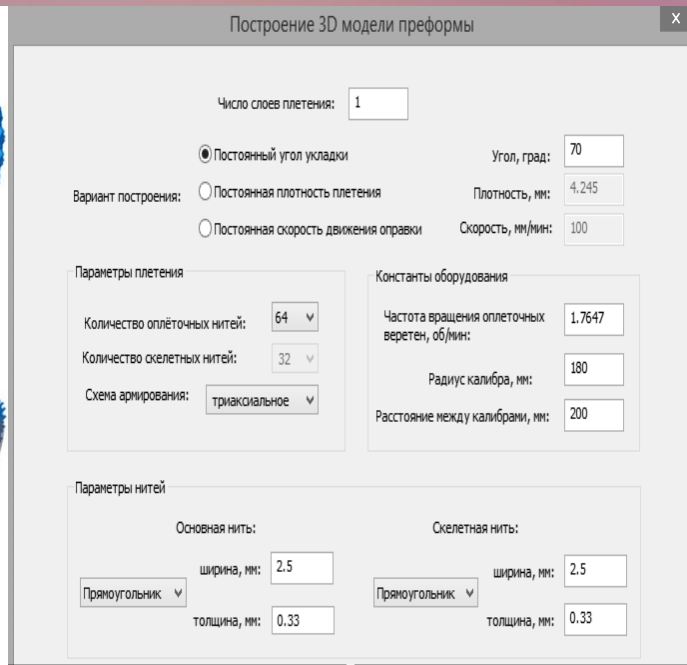 Построение 3D модели преформы
x
Число слоев плетения: 1
Вариант построения:
Постоянный угол укладки
Угол, град: 70
Постоянная плотность плетения
Плотность, мм: 4.245
Постоянная скорость движения оправки
Скорость, мм/мин: 100
Параметры плетения
Количество оплёточных нитей: 64
Количество скелетных нитей: 32
Схема армирования: триаксиальное
Константы оборудования
Частота вращения оплеточных
веретен, об/мин: 1.7647
Радиус калибра, мм: 180
Расстояние между калибрами, мм: 200
Параметры нитей
Основная нить:
Прямоугольник
ширина, мм: 2.5
толщина, мм: 0.33
Скелетная нить:
Прямоугольник
ширина, мм: 2.5
толщина, мм: 0.33